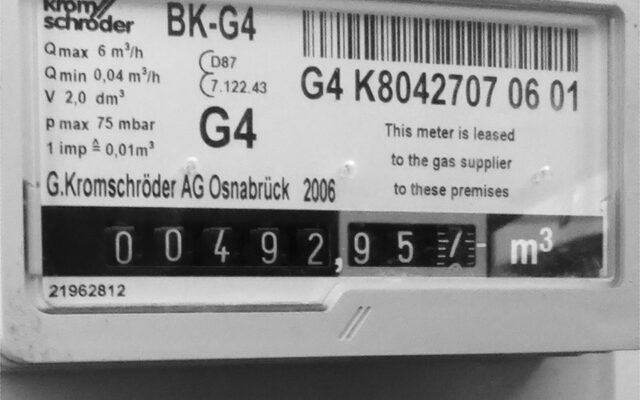 krom//
schröder
BK-G4
Qmax 6 m³/h
Qmin 0,04 m³/h
V 2,0 dm³
p max 75 mbar
1 imp ≙ 0,01m³
D87
7.122.43
G4
G4 K8042707 06 01
This meter is leased
to the gas supplier
to these premises
G.Kromschröder AG Osnabrück 2006
00492,95 m³
21962812